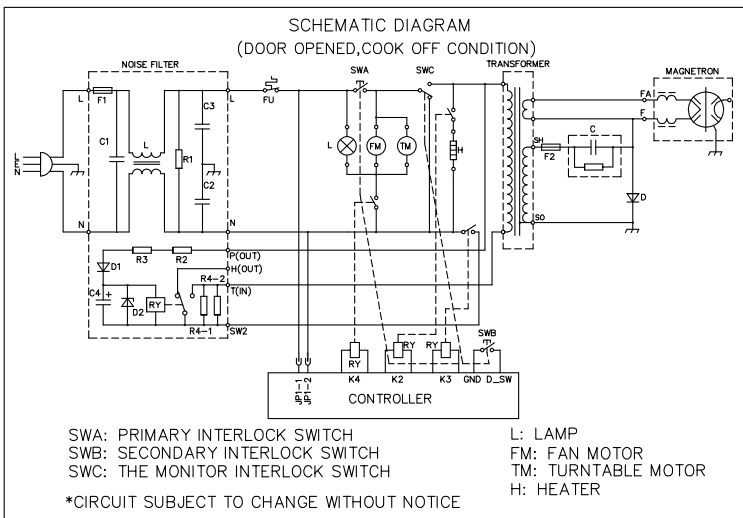 SCHEMATIC DIAGRAM
(DOOR OPENED,COOK OFF CONDITION)
NOISE FILTER
SWA
SWC
TRANSFORMER
MAGNETRON
L
F1
L
FU
FA
F
C3
C1
L
R1
L
FM
TM
H
SH
F2
C
C2
D
N
N
SO
R3
R2
P(OUT)
D1
H(OUT)
R4-2
T(IN)
C4
+
D2
RY
R4-1
SW2
SWB
RY
RY
RY
JP1-1
JP1-2
K4
K2
K3
GND
D_SW
CONTROLLER
SWA: PRIMARY INTERLOCK SWITCH
SWB: SECONDARY INTERLOCK SWITCH
SWC: THE MONITOR INTERLOCK SWITCH
L: LAMP
FM: FAN MOTOR
TM: TURNTABLE MOTOR
H: HEATER
*CIRCUIT SUBJECT TO CHANGE WITHOUT NOTICE